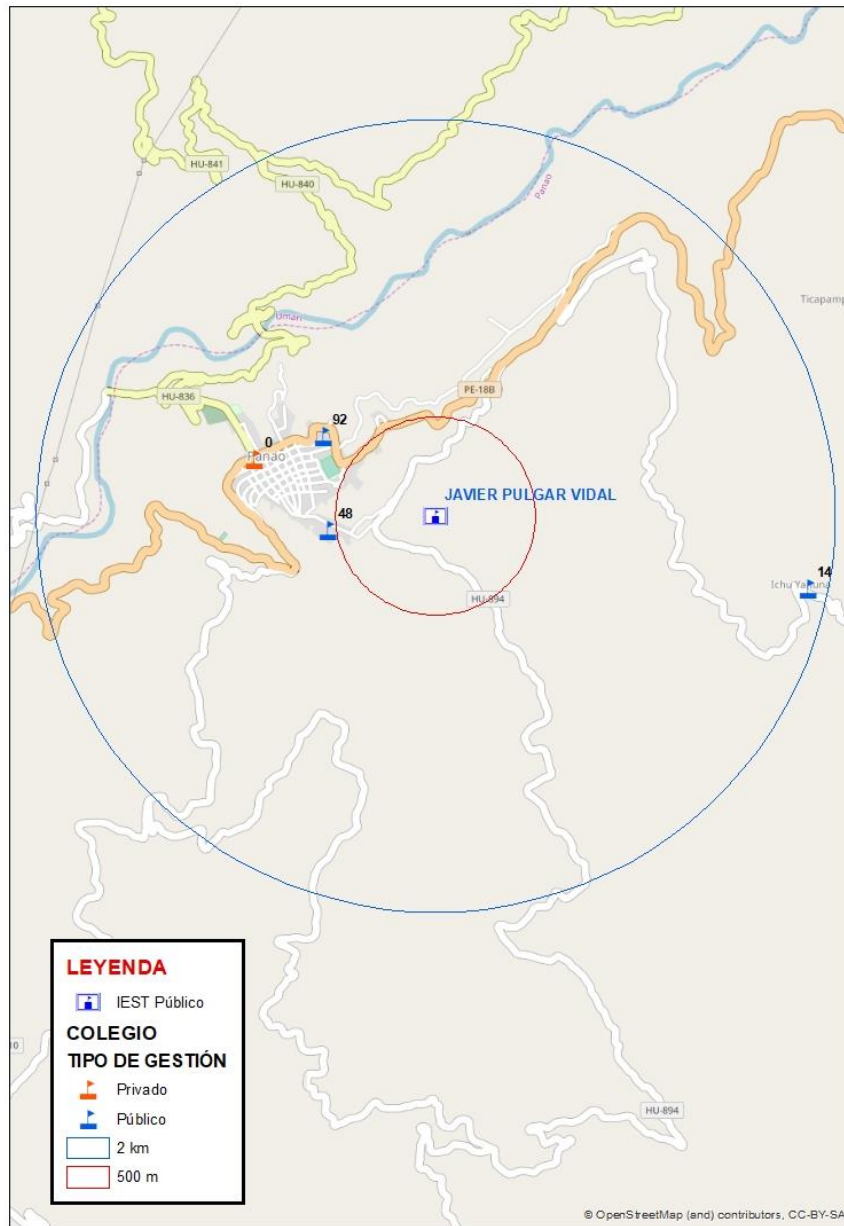 HU-841
HU-840
Panao
Umari
Ticapamp
PE-18B
HU-836
92
0
Panao
JAVIER PULGAR VIDAL
48
14
Ichu Yapuna
HU-894
LEYENDA
IEST Público
COLEGIO
TIPO DE GESTIÓN
Privado
Público
2 km
500 m
HU-894
© OpenStreetMap (and) contributors, CC-BY-SA